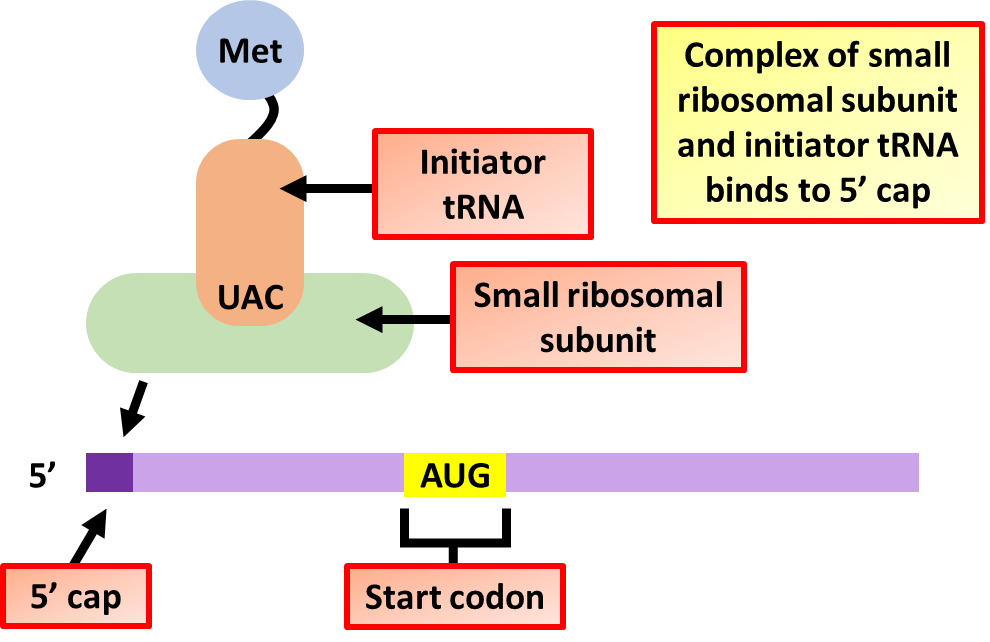 Met
Complex of small
ribosomal subunit
and initiator tRNA
binds to 5’ cap
Initiator
tRNA
UAC
Small ribosomal
subunit
5’
AUG
5’ cap
Start codon